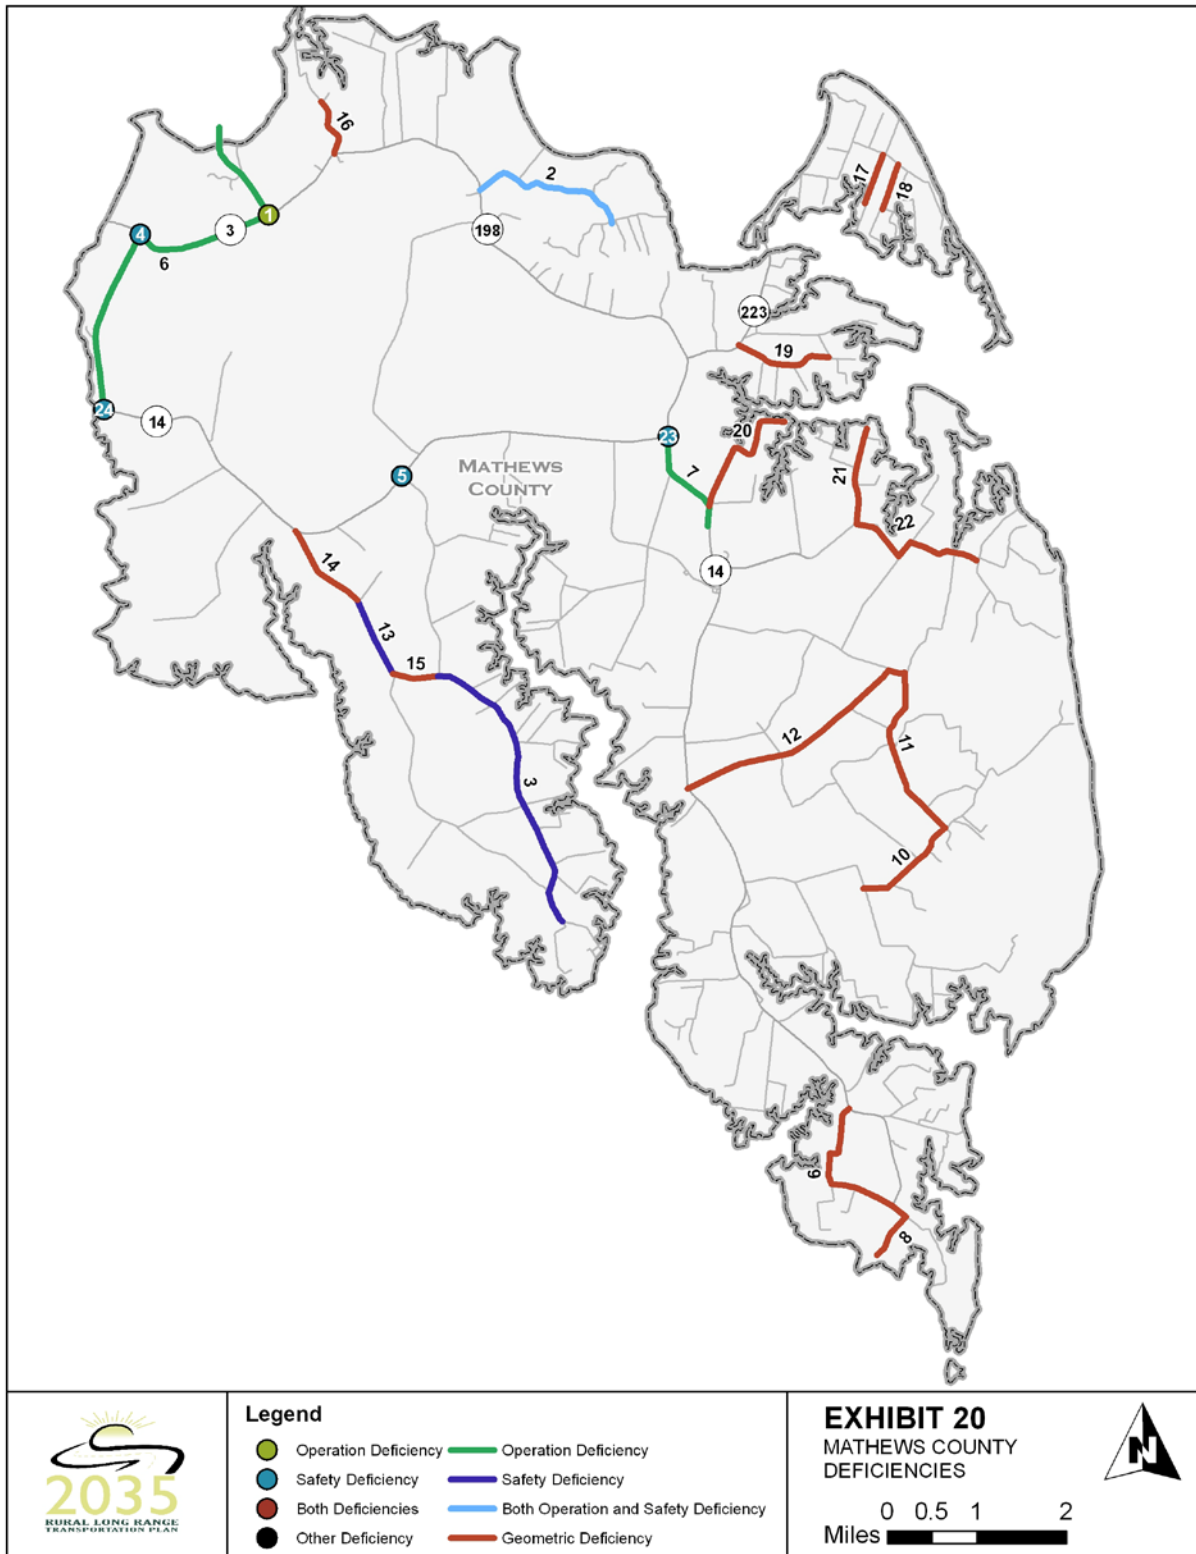 16
17
18
2
1
3
198
4
6
223
19
24
14
20
23
7
21
22
5
MATHEWS
COUNTY
14
14
13
15
12
11
3
10
9
8
2035
RURAL LONG RANGE
TRANSPORTATION PLAN
Legend
Operation Deficiency Operation Deficiency
Safety Deficiency Safety Deficiency
Both Deficiencies Both Operation and Safety Deficiency
Other Deficiency Geometric Deficiency
EXHIBIT 20
MATHEWS COUNTY
DEFICIENCIES
N
0 0.5 1 2
Miles